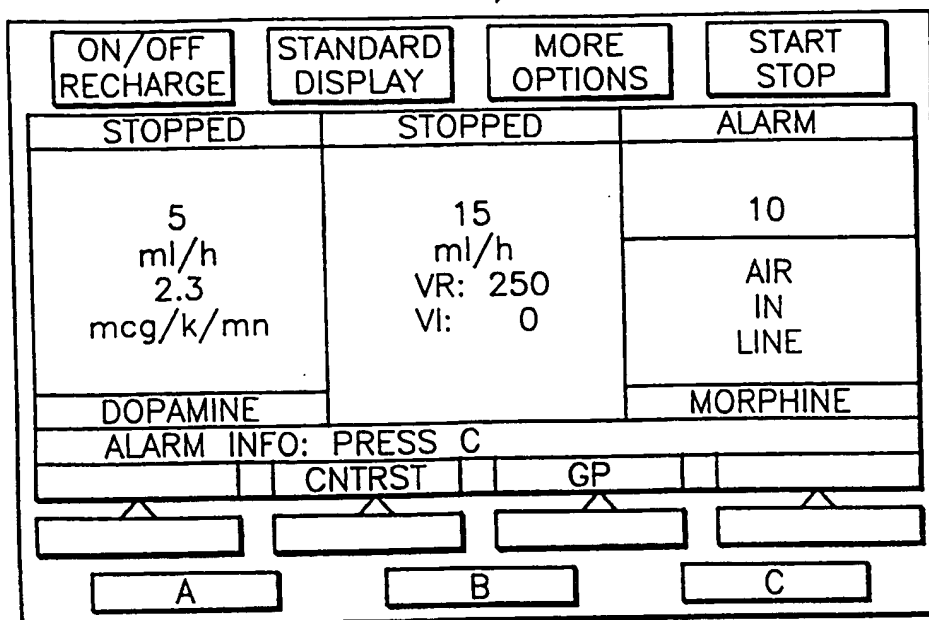 ON/OFF
RECHARGE
STANDARD
DISPLAY
MORE
OPTIONS
START
STOP
STOPPED
5
ml/h
2.3
mcg/k/mn
DOPAMINE
STOPPED
15
ml/h
VR: 250
VI: 0
ALARM
10
AIR
IN
LINE
MORPHINE
ALARM INFO: PRESS C
CNTRST
GP
A
B
C